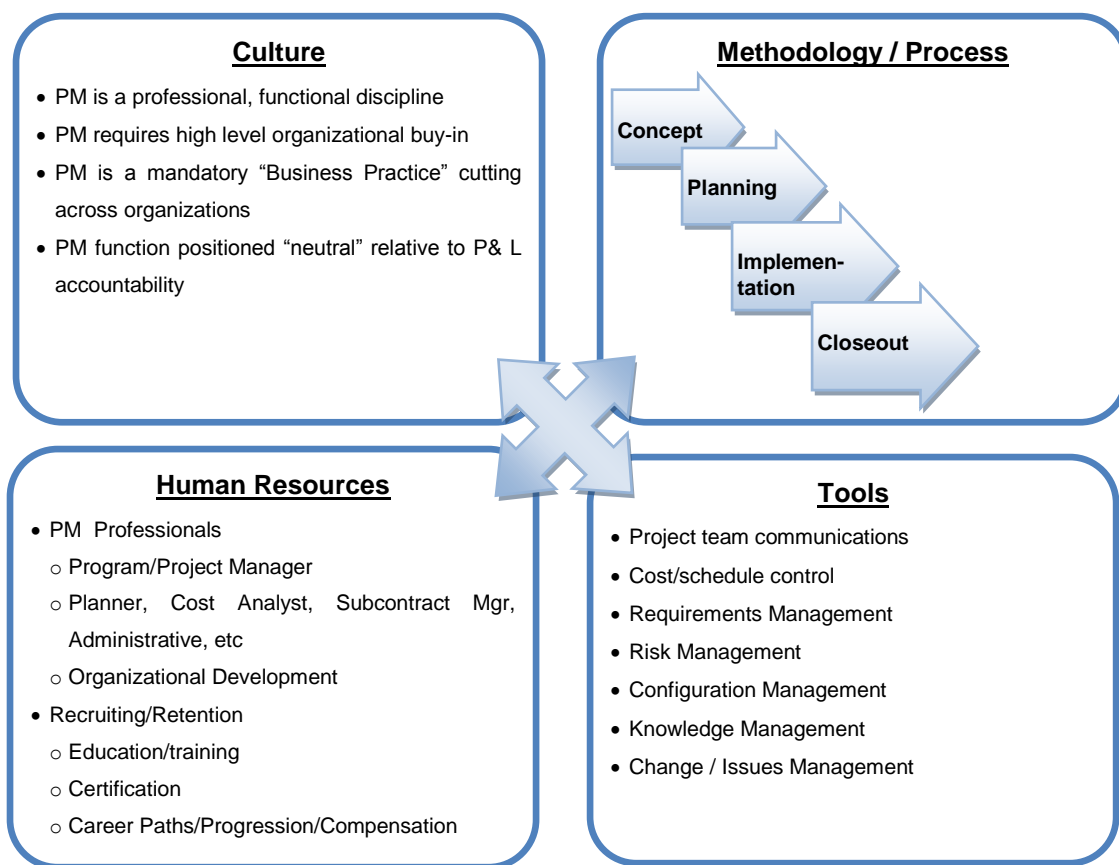 Culture
• PM is a professional, functional discipline
• PM requires high level organizational buy-in
• PM is a mandatory “Business Practice” cutting
across organizations
• PM function positioned “neutral” relative to P& L
accountability
Methodology / Process
Concept
Planning
Implemen-
tation
Closeout
Human Resources
• PM Professionals
o Program/Project Manager
o Planner, Cost Analyst, Subcontract Mgr,
Administrative, etc
o Organizational Development
• Recruiting/Retention
o Education/training
o Certification
o Career Paths/Progression/Compensation
Tools
• Project team communications
• Cost/schedule control
• Requirements Management
• Risk Management
• Configuration Management
• Knowledge Management
• Change / Issues Management